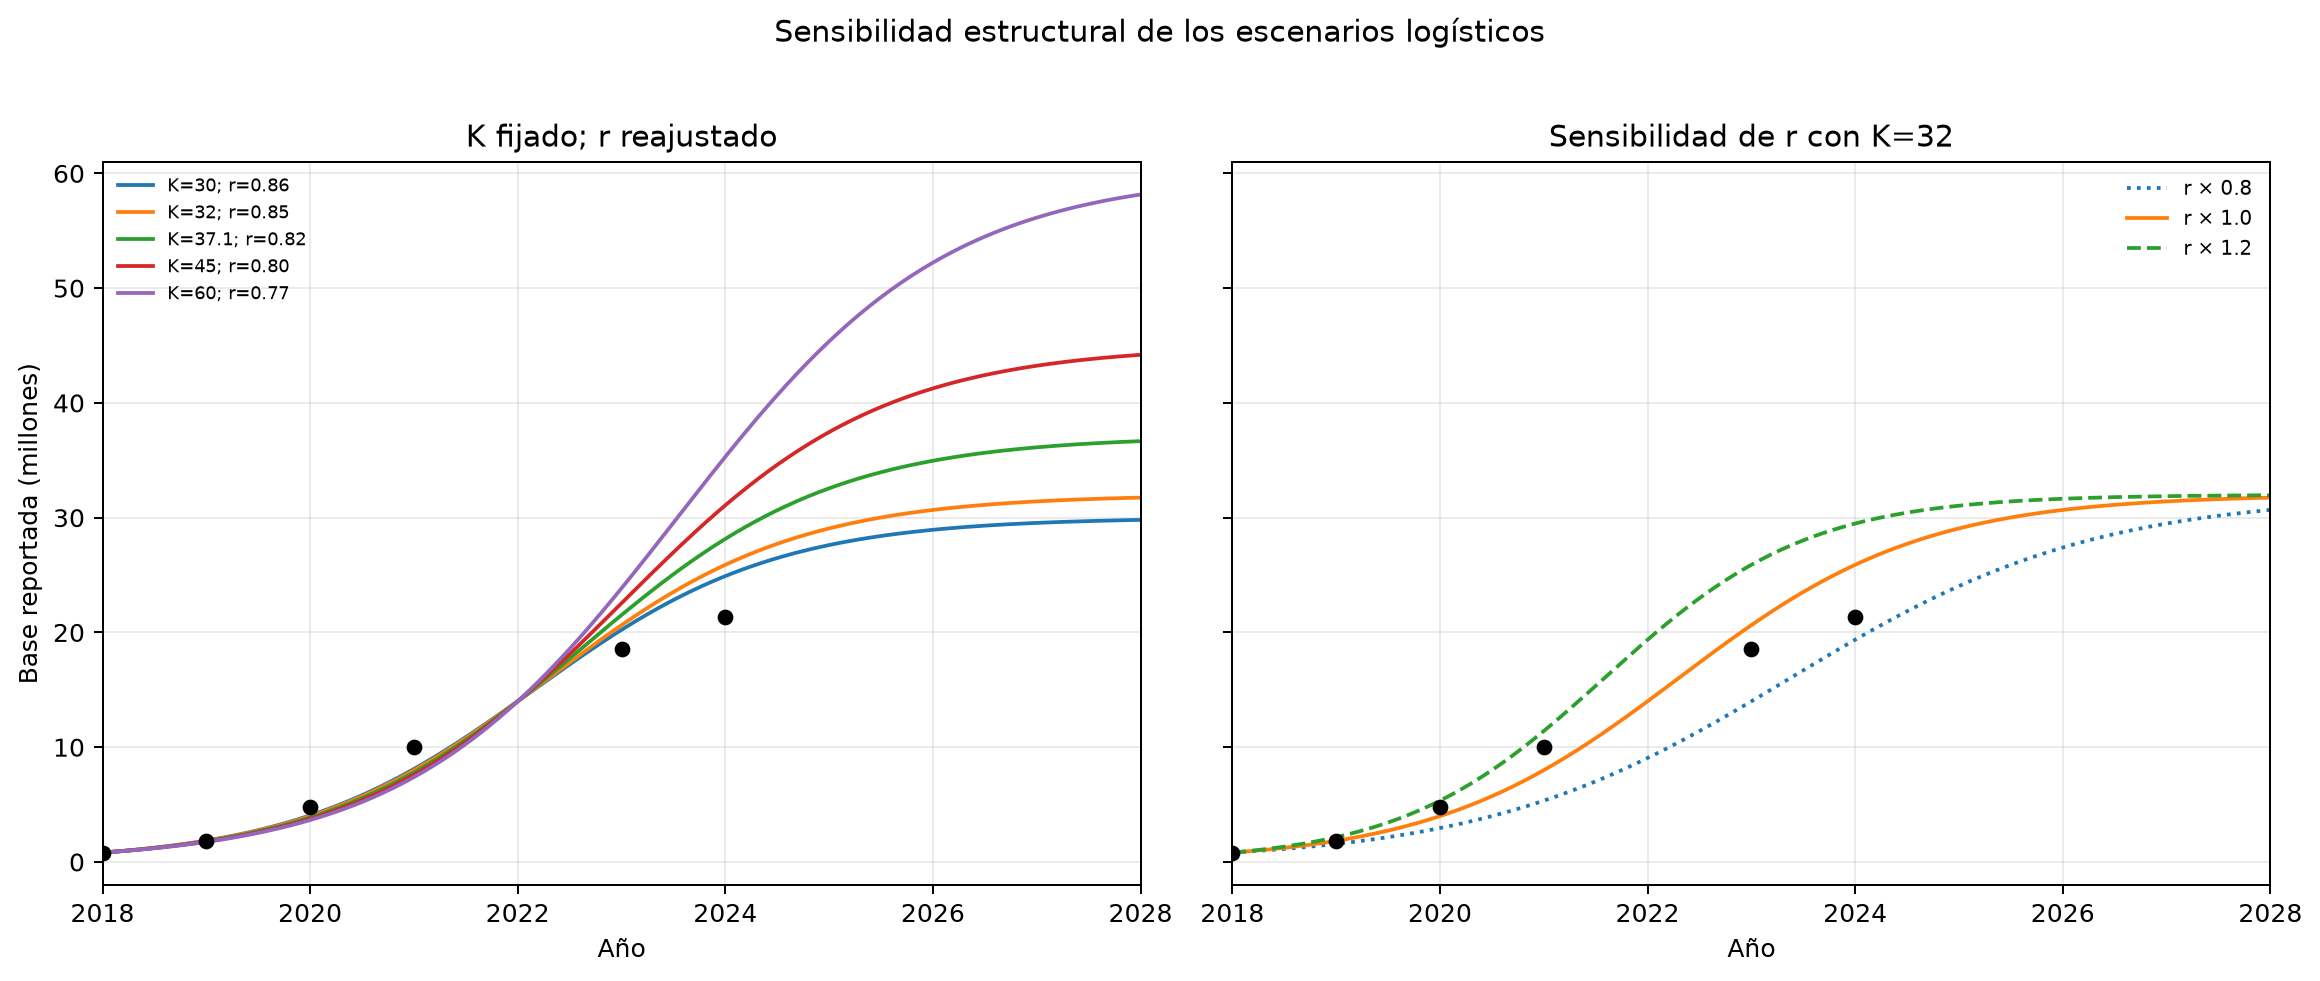 Sensibilidad estructural de los escenarios logísticos
K fijado; r reajustado
60
50
40
30
20
10
0
Base reportada (millones)
K=30; r=0.86
K=32; r=0.85
K=37.1; r=0.82
K=45; r=0.80
K=60; r=0.77
2018 2020 2022 2024 2026 2028
Año
Sensibilidad de r con K=32
r × 0.8
r × 1.0
r × 1.2
2018 2020 2022 2024 2026 2028
Año